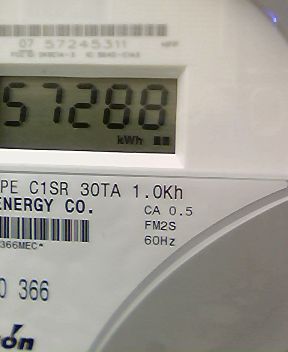 07 57245311
57288
kWh
PE C1SR 30TA 1.0Kh
ENERGY CO.
CA 0.5
FM2S
366MEC*
60Hz
0 366
rón